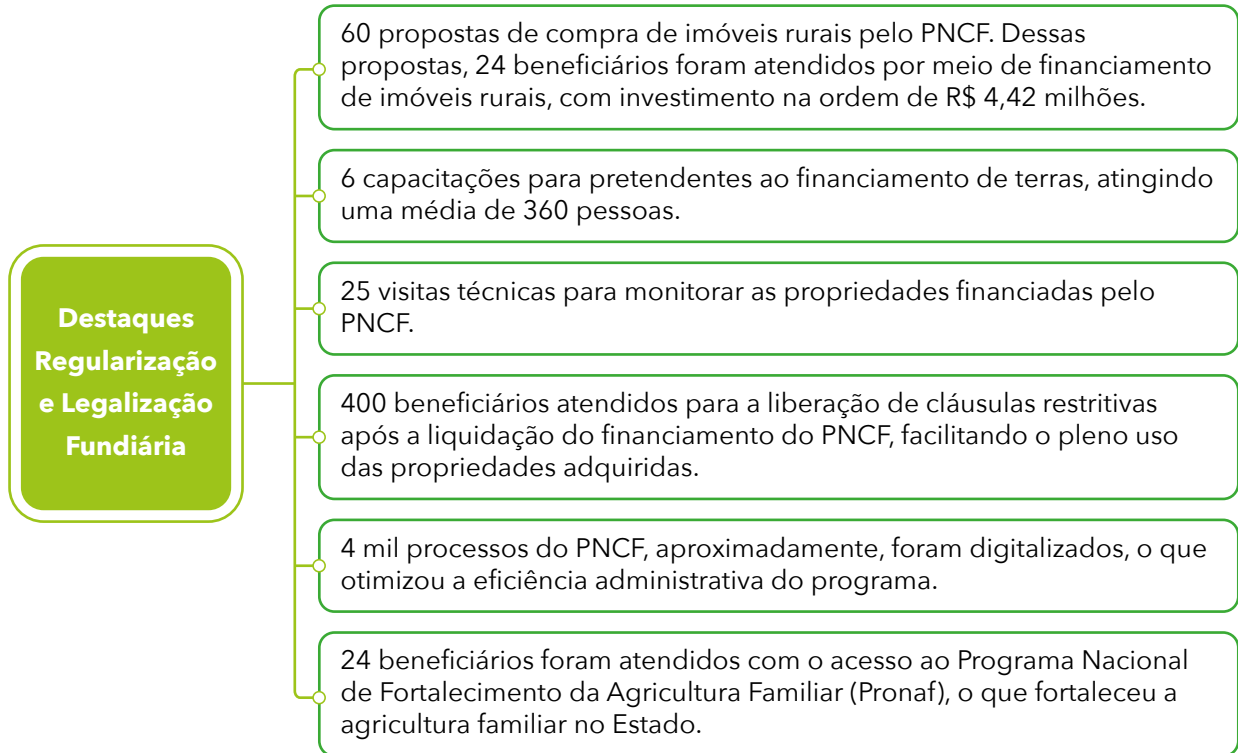 60 propostas de compra de imóveis rurais pelo PNCF. Dessas
propostas, 24 beneficiários foram atendidos por meio de financiamento
de imóveis rurais, com investimento na ordem de R$ 4,42 milhões.
6 capacitações para pretendentes ao financiamento de terras, atingindo
uma média de 360 pessoas.
25 visitas técnicas para monitorar as propriedades financiadas pelo
PNCF.
Destaques
Regularização
e Legalização
Fundiária
400 beneficiários atendidos para a liberação de cláusulas restritivas
após a liquidação do financiamento do PNCF, facilitando o pleno uso
das propriedades adquiridas.
4 mil processos do PNCF, aproximadamente, foram digitalizados, o que
otimizou a eficiência administrativa do programa.
24 beneficiários foram atendidos com o acesso ao Programa Nacional
de Fortalecimento da Agricultura Familiar (Pronaf), o que fortaleceu a
agricultura familiar no Estado.